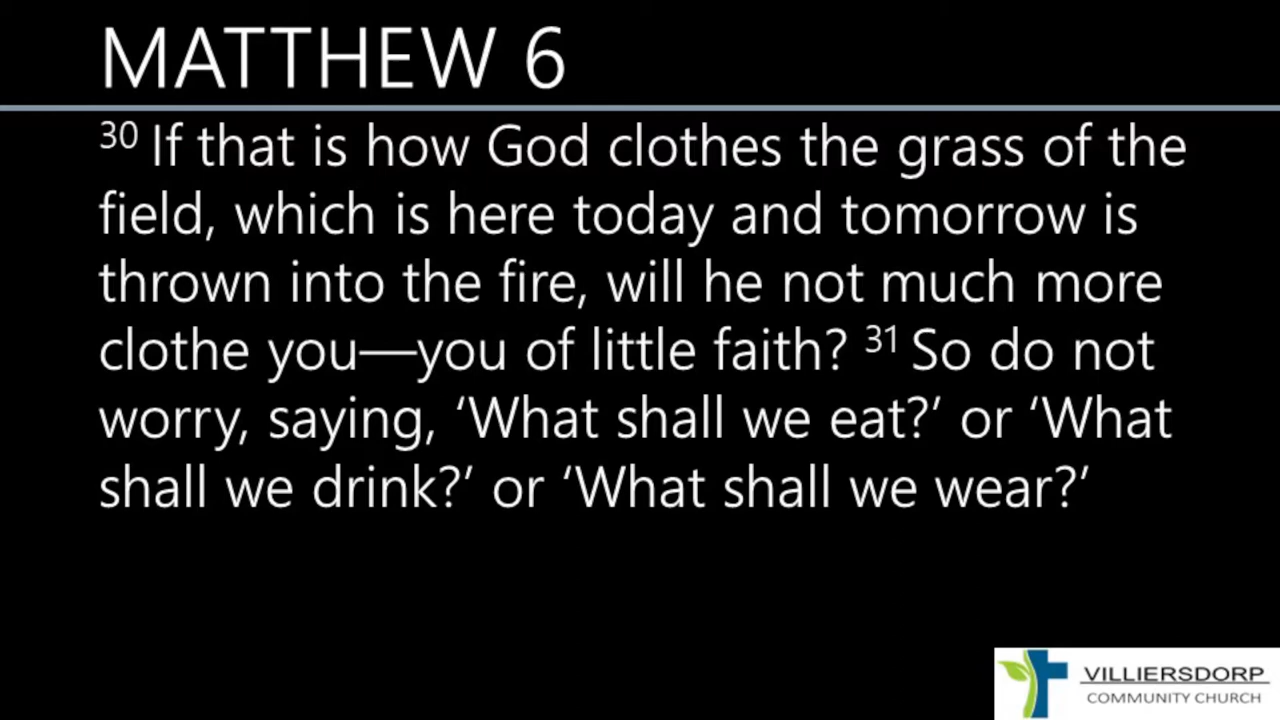 MATTHEW 6
30 If that is how God clothes the grass of the
field, which is here today and tomorrow is
thrown into the fire, will he not much more
clothe you—you of little faith? 31 So do not
worry, saying, ‘What shall we eat?’ or ‘What
shall we drink?’ or ‘What shall we wear?’
VILLIERSDORP
COMMUNITY CHURCH